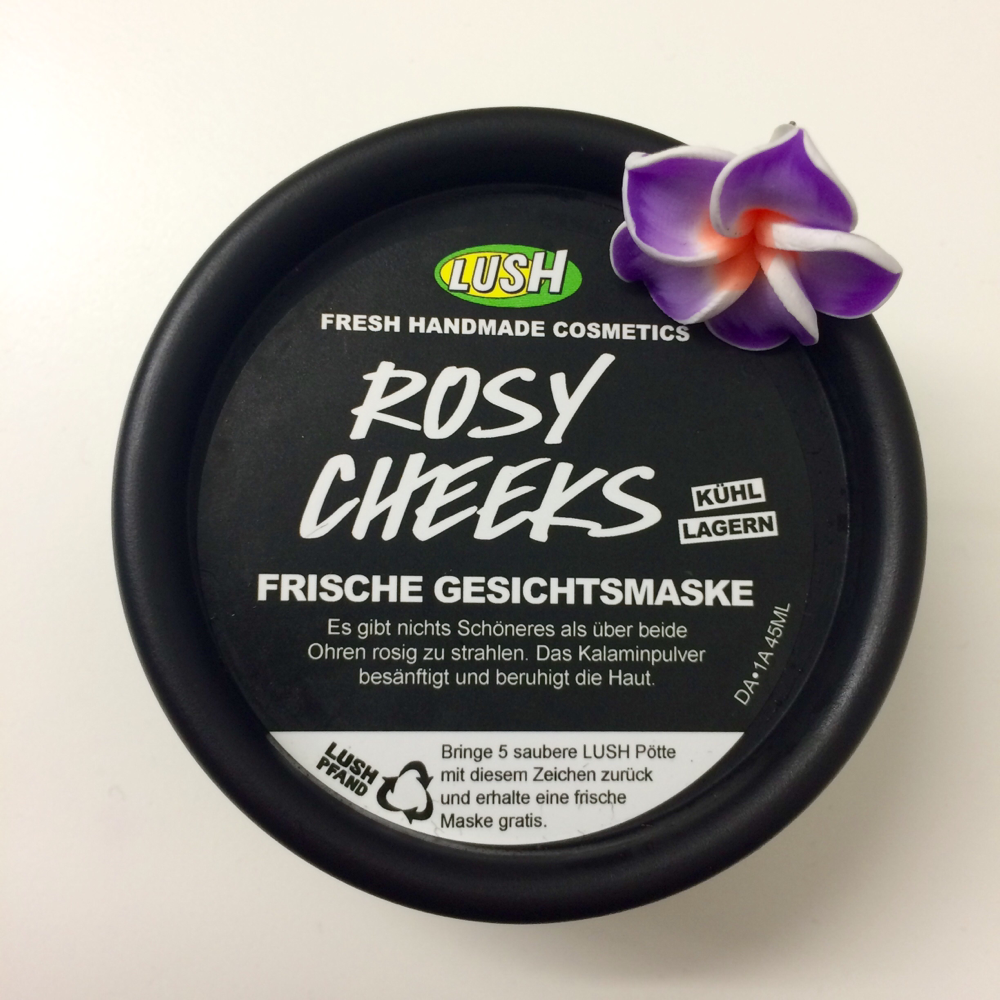 LUSH
FRESH HANDMADE COSMETICS
ROSY
CHEEKS
KÜHL
LAGERN
FRISCHE GESICHTSMASKE
Es gibt nichts Schöneres als über beide
Ohren rosig zu strahlen. Das Kalaminpulver
besänftigt und beruhigt die Haut.
DA•1A 45ML
LUSH
PFAND
Bringe 5 saubere LUSH Pötte
mit diesem Zeichen zurück
und erhalte eine frische
Maske gratis.